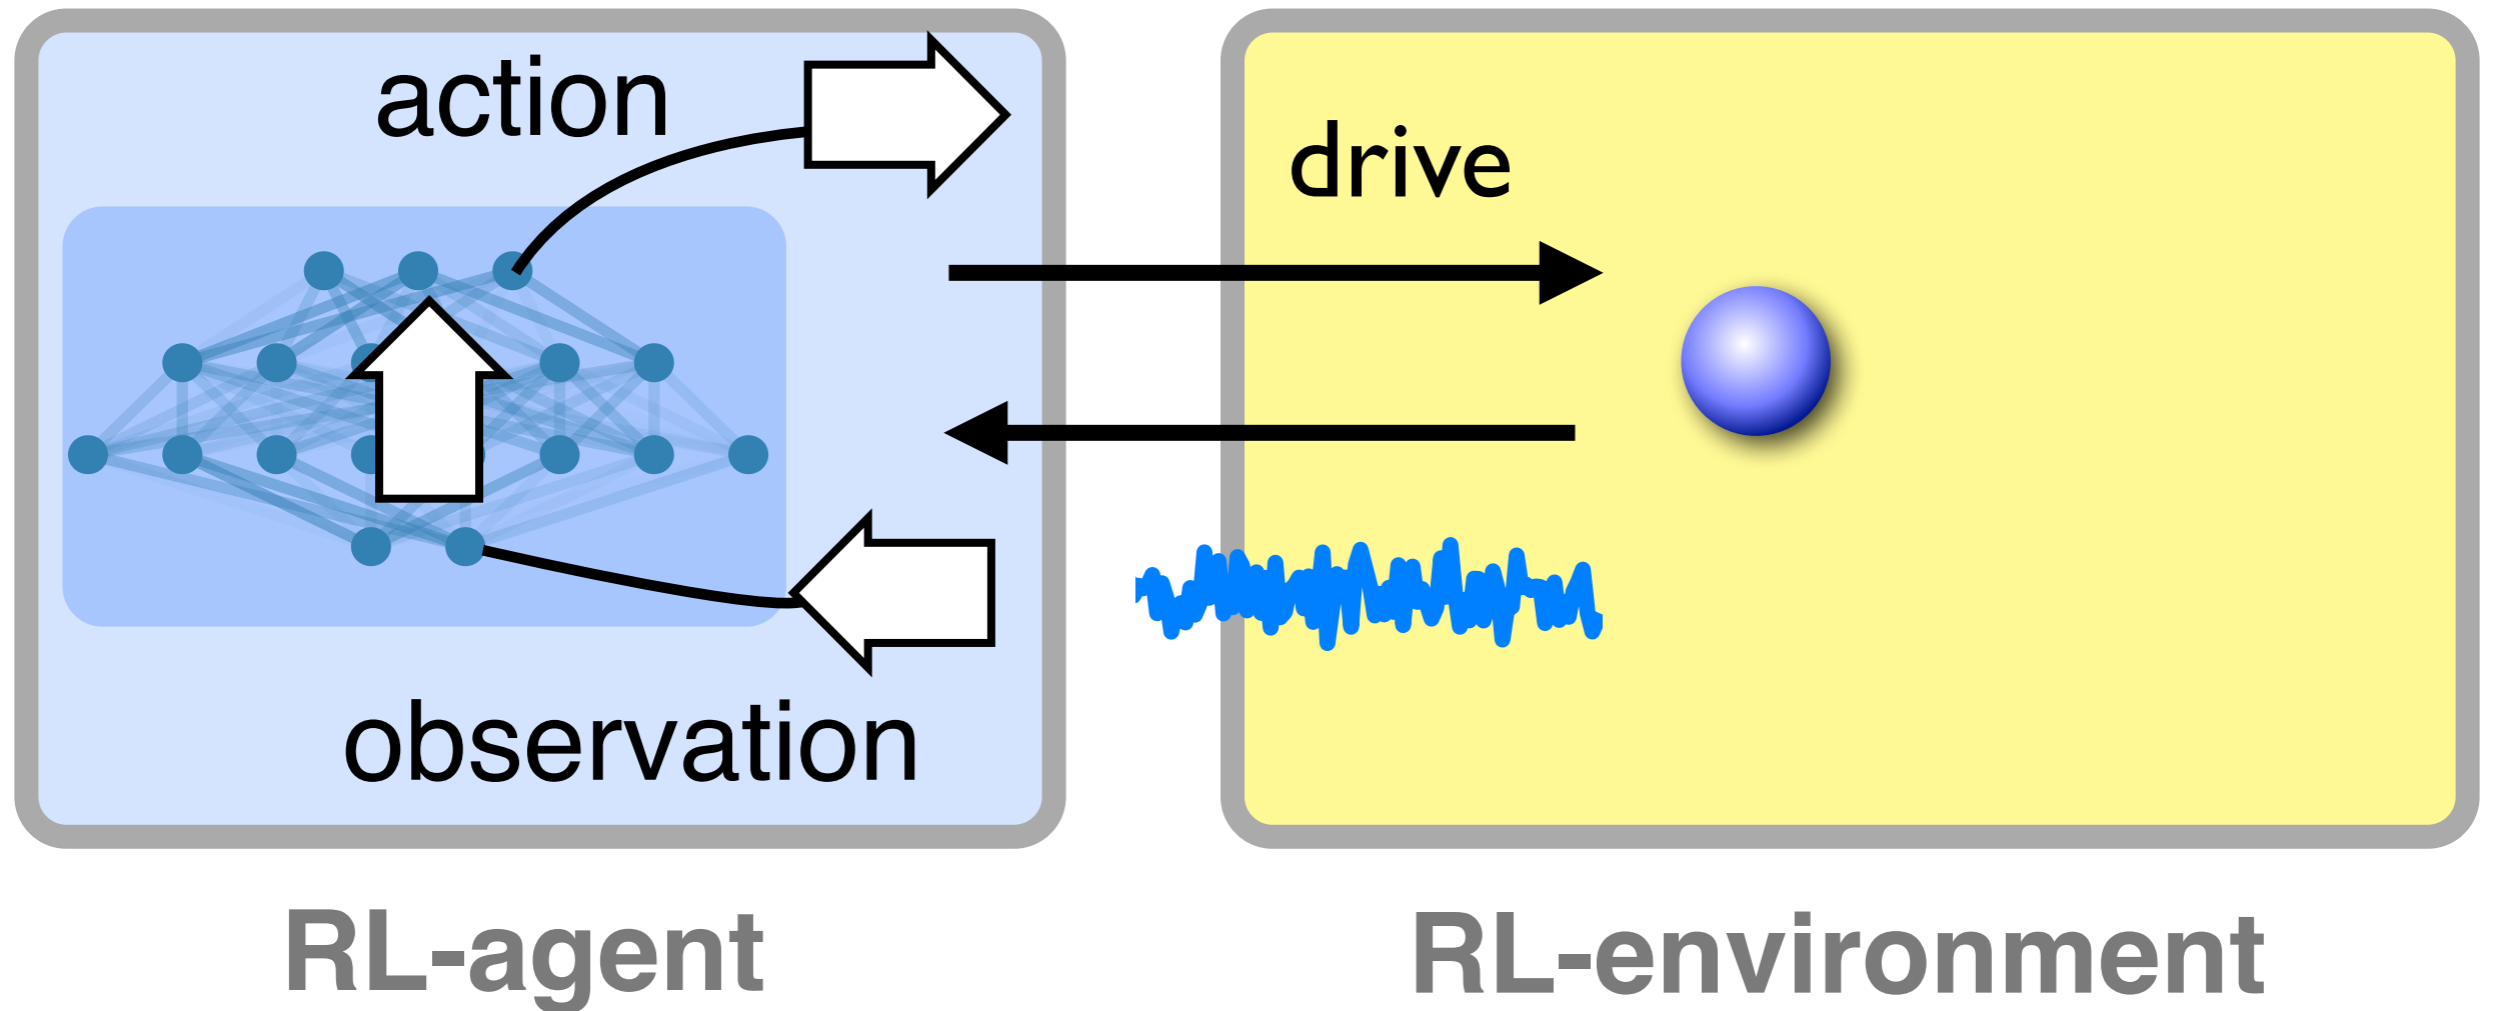 action
drive
observation
RL-agent
RL-environment